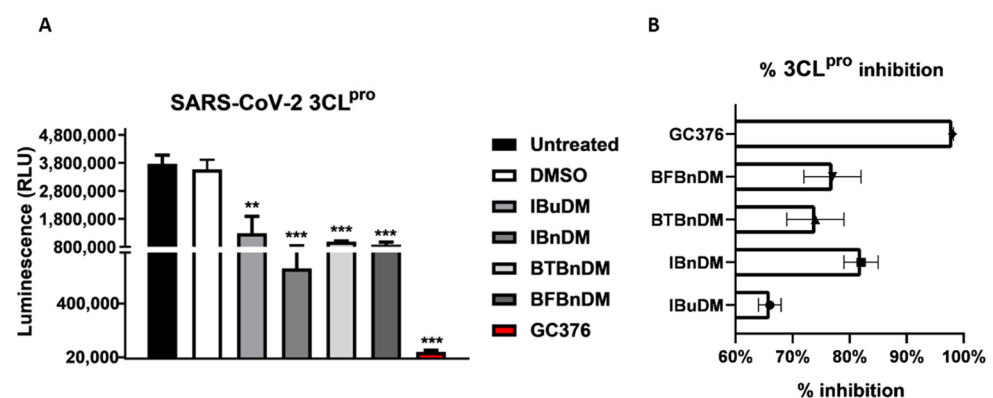 A
SARS-CoV-2 3CLpro
Luminescence (RLU)
4,800,000
3,800,000
2,800,000
1,800,000
800,000
400,000
20,000
**
***
***
***
***
Untreated
DMSO
IBuDM
IBnDM
BTBnDM
BFBnDM
GC376
B
% 3CLpro inhibition
GC376
BFBnDM
BTBnDM
IBnDM
IBuDM
60% 70% 80% 90% 100%
% inhibition